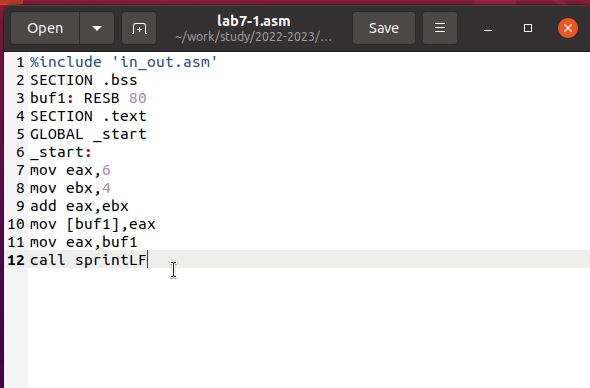 Open
lab7-1.asm
~/work/study/2022-2023/...
Save
1 %include 'in_out.asm'
2 SECTION .bss
3 buf1: RESB 80
4 SECTION .text
5 GLOBAL _start
6 _start:
7 mov eax,6
8 mov ebx,4
9 add eax,ebx
10 mov [buf1],eax
11 mov eax,buf1
12 call sprintLF